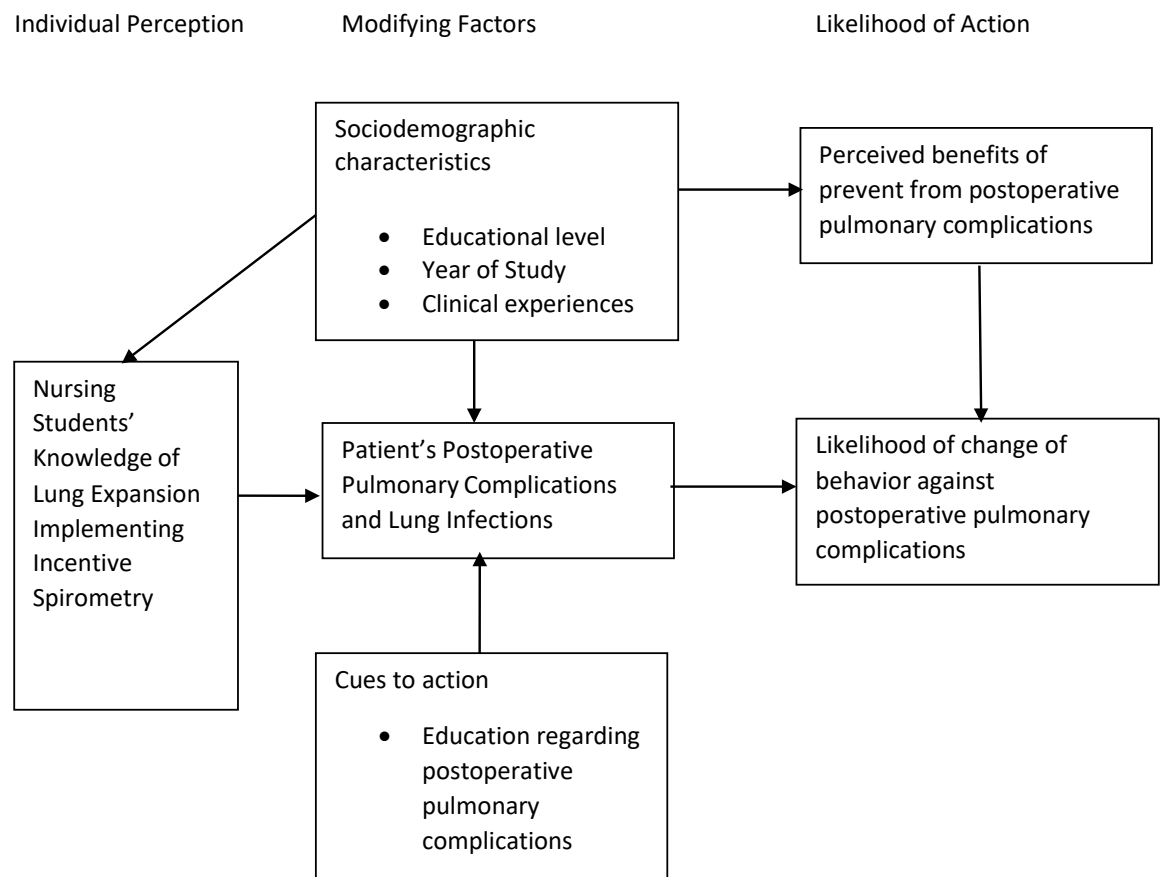 Individual Perception
Modifying Factors
Likelihood of Action
Sociodemographic
characteristics
• Educational level
• Year of Study
• Clinical experiences
Perceived benefits of
prevent from postoperative
pulmonary complications
Nursing
Students’
Knowledge of
Lung Expansion
Implementing
Incentive
Spirometry
Patient’s Postoperative
Pulmonary Complications
and Lung Infections
Likelihood of change of
behavior against
postoperative pulmonary
complications
Cues to action
• Education regarding
postoperative
pulmonary
complications